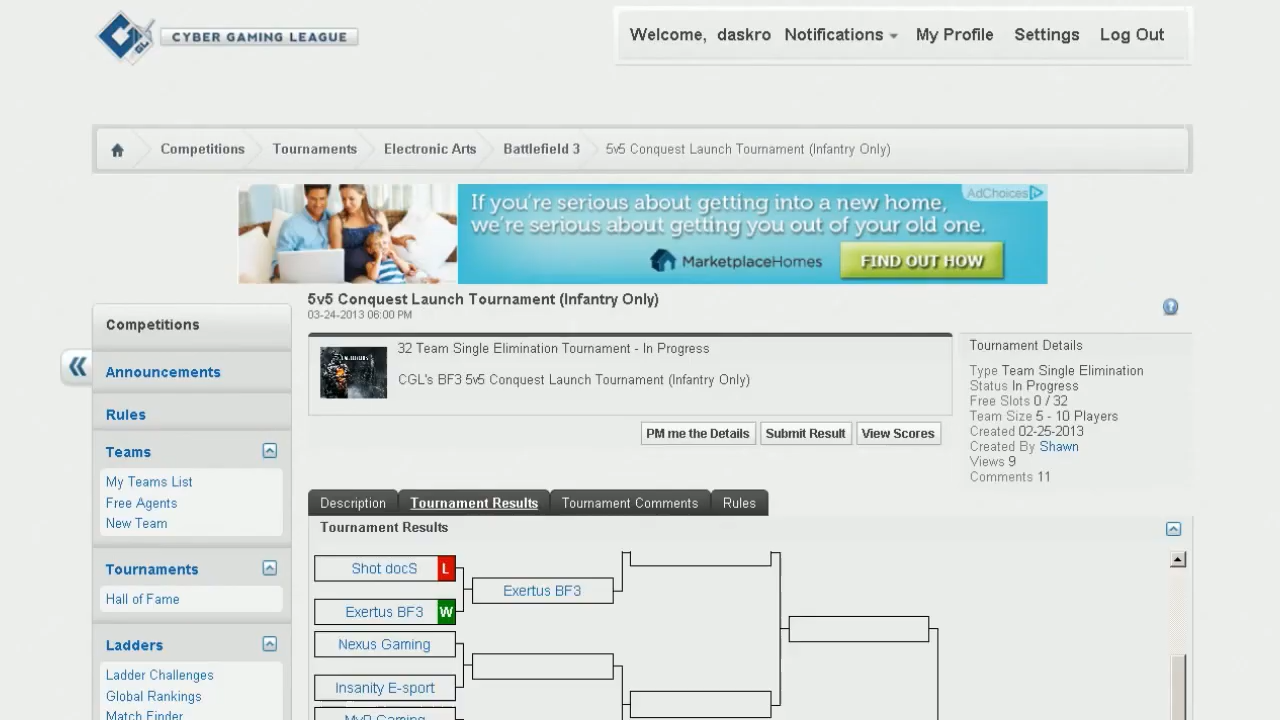 CYBER GAMING LEAGUE
Welcome, daskro Notifications My Profile Settings Log Out
Competitions Tournaments Electronic Arts Battlefield 3 5v5 Conquest Launch Tournament (Infantry Only)
AdChoices
If you're serious about getting into a new home,
we're serious about getting you out of your old one.
MarketplaceHomes FIND OUT HOW
5v5 Conquest Launch Tournament (Infantry Only)
03-24-2013 06:00 PM
32 Team Single Elimination Tournament - In Progress
CGL's BF3 5v5 Conquest Launch Tournament (Infantry Only)
PM me the Details Submit Result View Scores
Tournament Details
Type Team Single Elimination
Status In Progress
Free Slots 0 / 32
Team Size 5 - 10 Players
Created 02-25-2013
Created By Shawn
Views 9
Comments 11
Competitions
Announcements
Rules
Teams
My Teams List
Free Agents
New Team
Tournaments
Hall of Fame
Ladders
Ladder Challenges
Global Rankings
Match Finder
Description Tournament Results Tournament Comments Rules
Tournament Results
Shot docS L
Exertus BF3
Exertus BF3 W
Nexus Gaming
Insanity E-sport
MvP Gaming